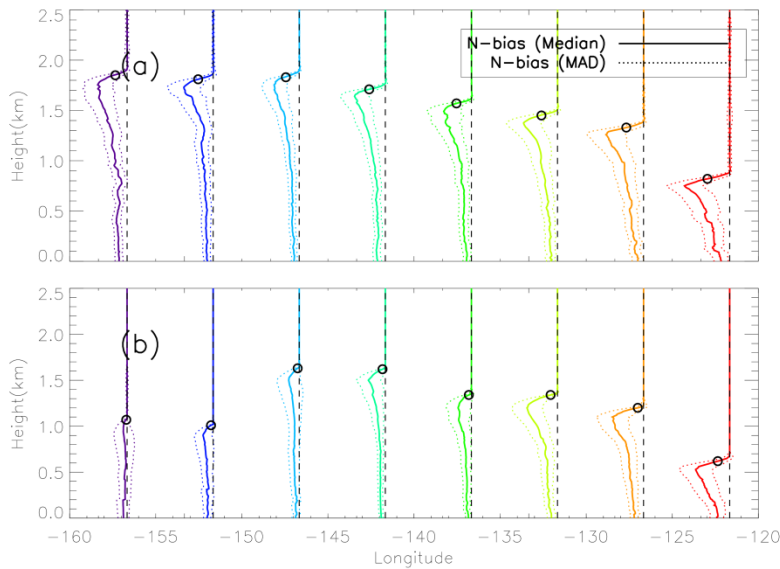 2.5
2.0
1.5
1.0
0.5
0.0
Height(km)
(a)
N-bias (Median)
N-bias (MAD)
2.5
2.0
1.5
1.0
0.5
0.0
Height(km)
(b)
−160 −155 −150 −145 −140 −135 −130 −125 −120
Longitude